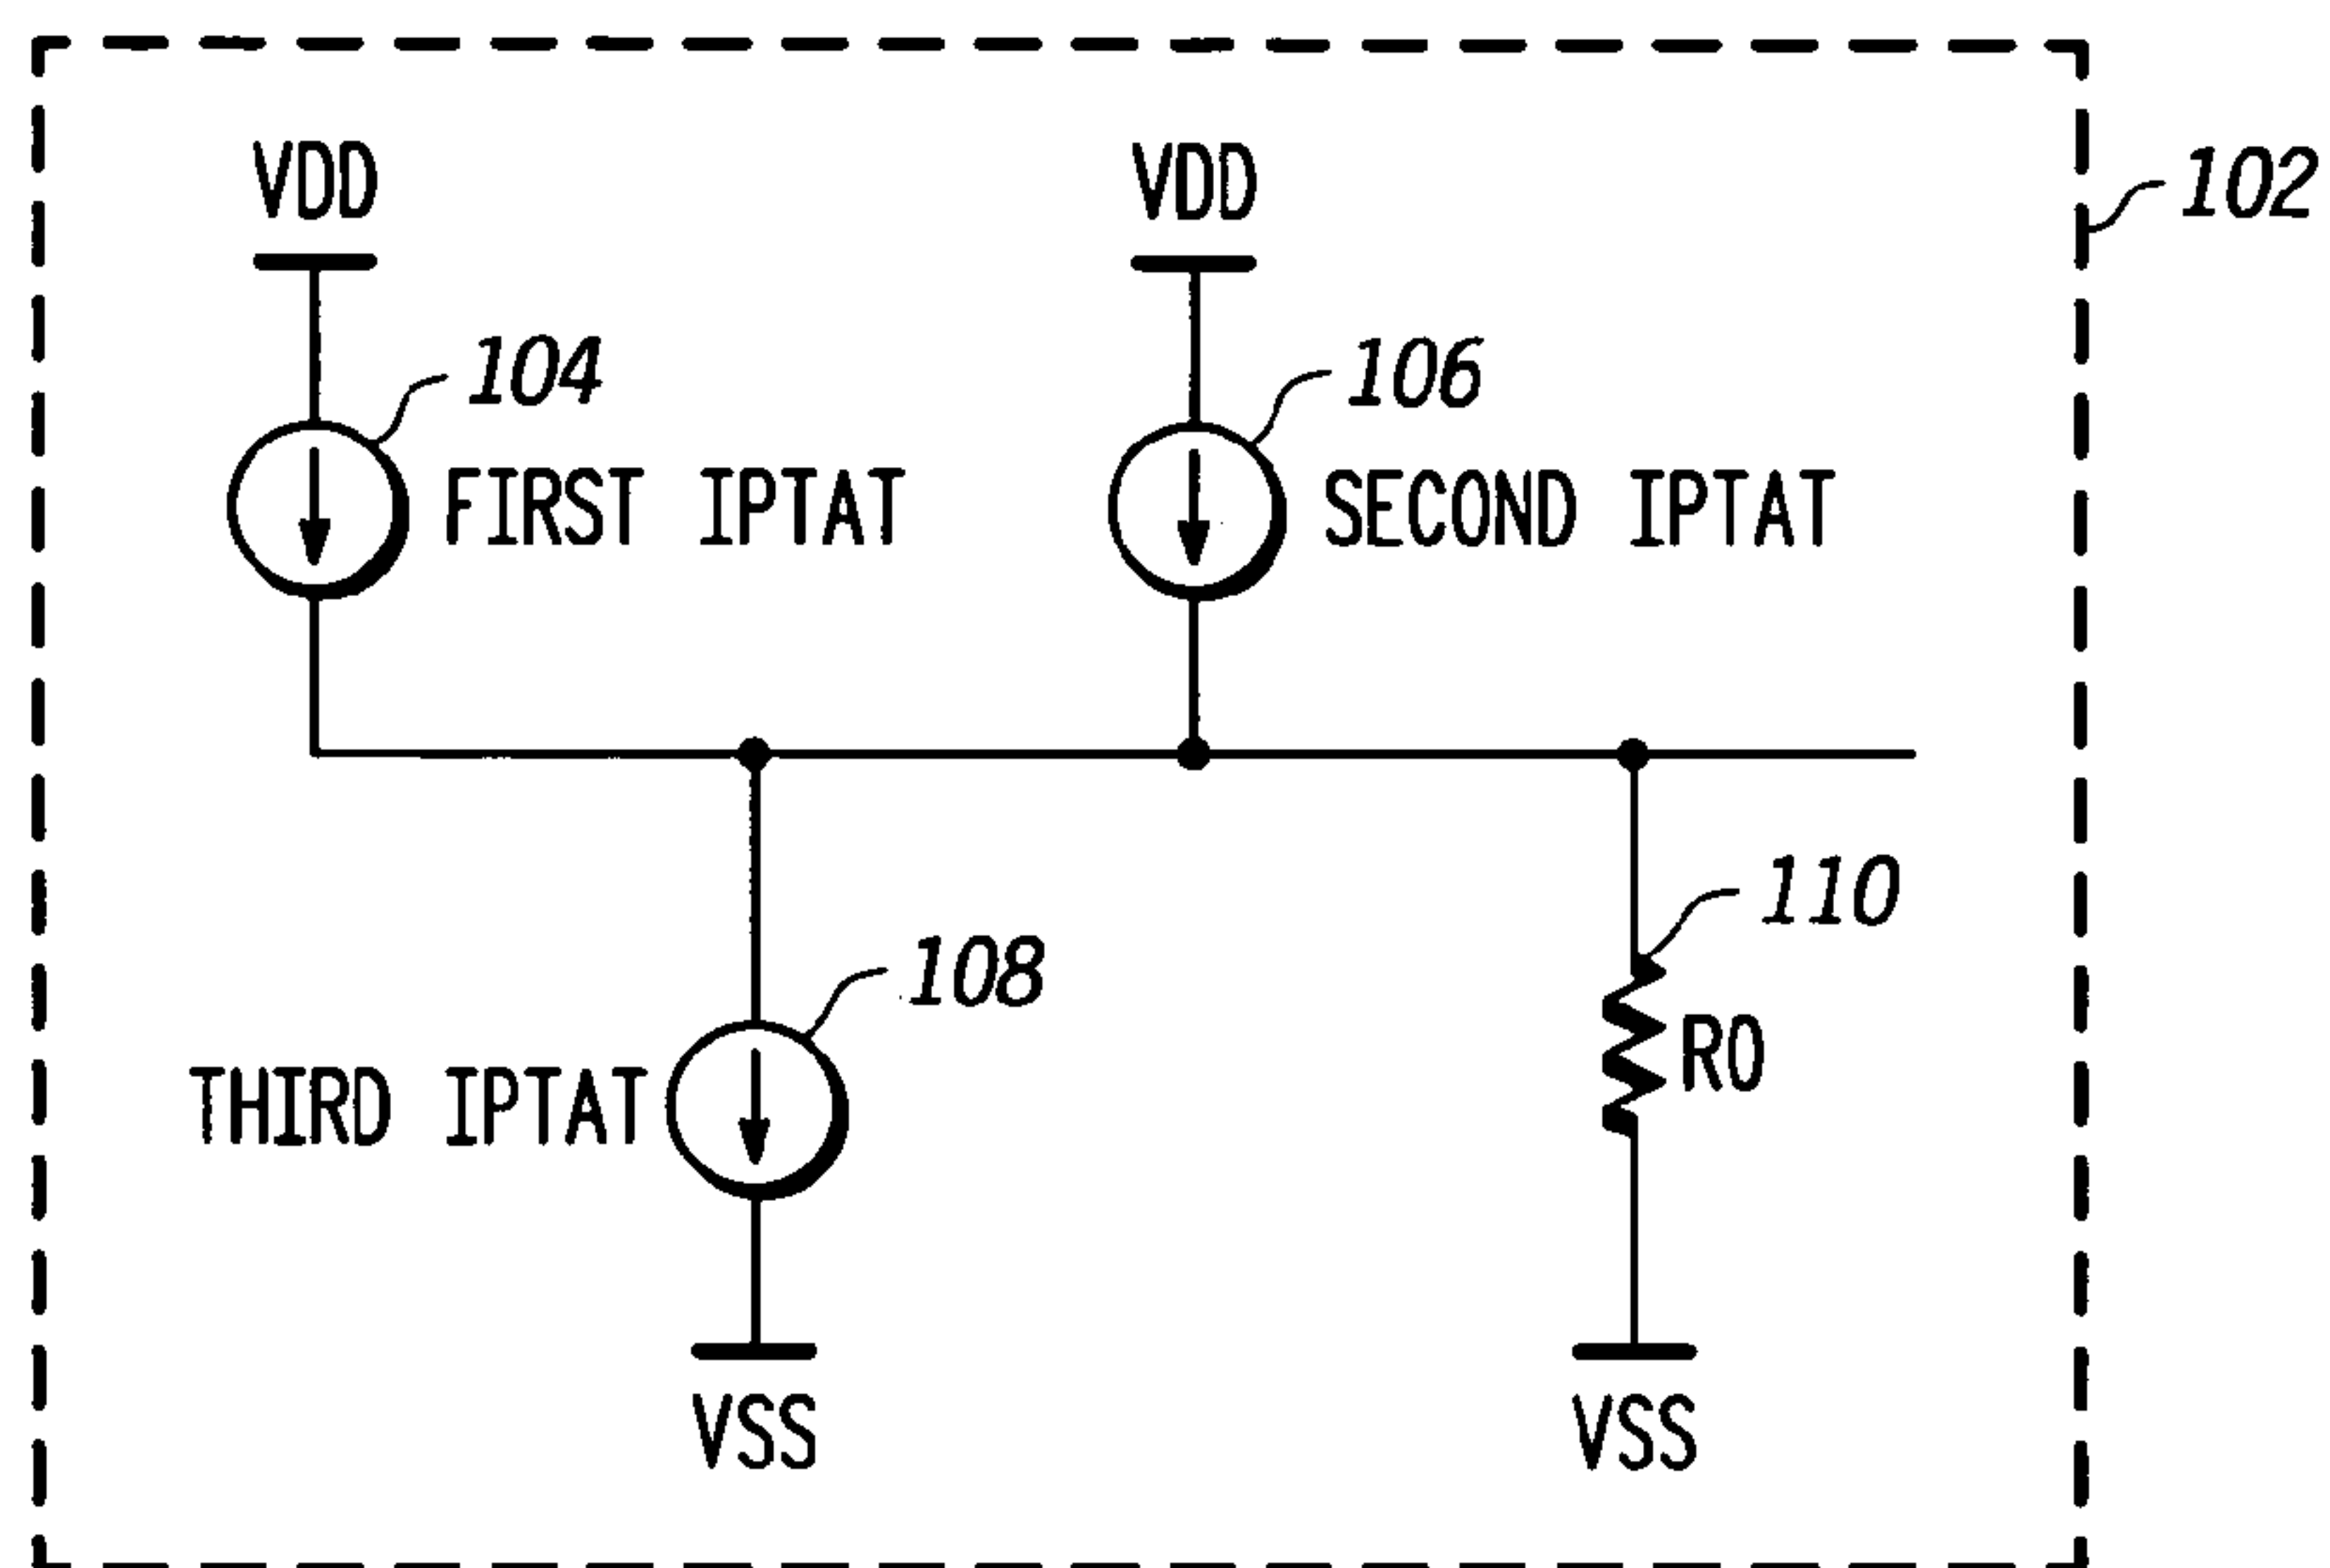 VDD
VDD
102
104
106
FIRST IPTAT
SECOND IPTAT
110
108
THIRD IPTAT
R0
VSS
VSS